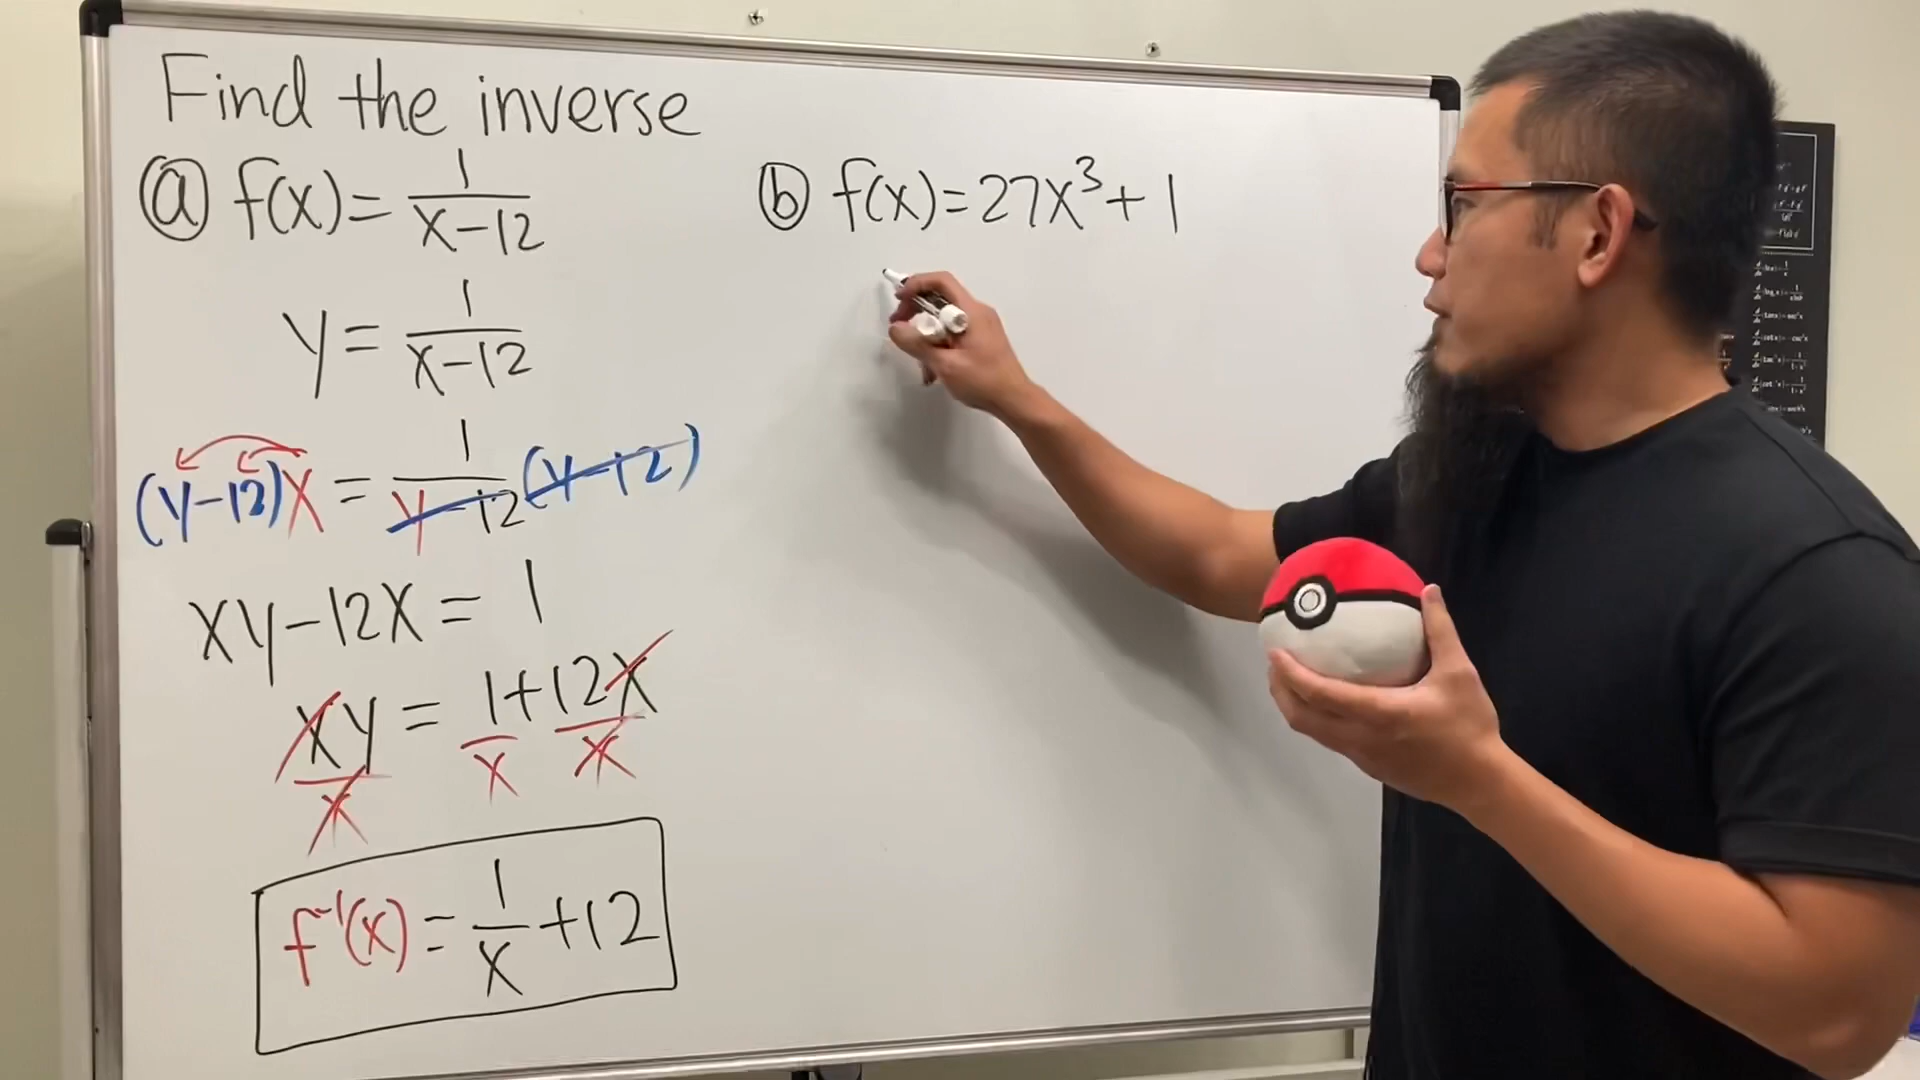 Find the inverse
ⓐ f(x) = 1/(x-12)
y = 1/(x-12)
(y-12)x = 1/(y-12) (y-12)
xy-12x = 1
xy/x = 1/x + 12x/x
f⁻¹(x) = 1/x + 12
ⓑ f(x) = 27x³ + 1